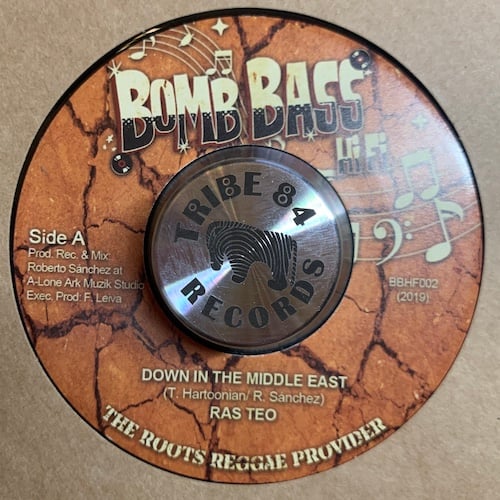 BOMB BASS
Hi Fi
TRIBE 84
RECORDS
Side A
Prod. Rec. & Mix:
Roberto Sánchez at
A-Lone Ark Muzik Studio
Exec. Prod: F. Leiva
BBHF002
(2019)
DOWN IN THE MIDDLE EAST
(T. Hartoonian/ R. Sánchez)
RAS TEO
THE ROOTS REGGAE PROVIDER